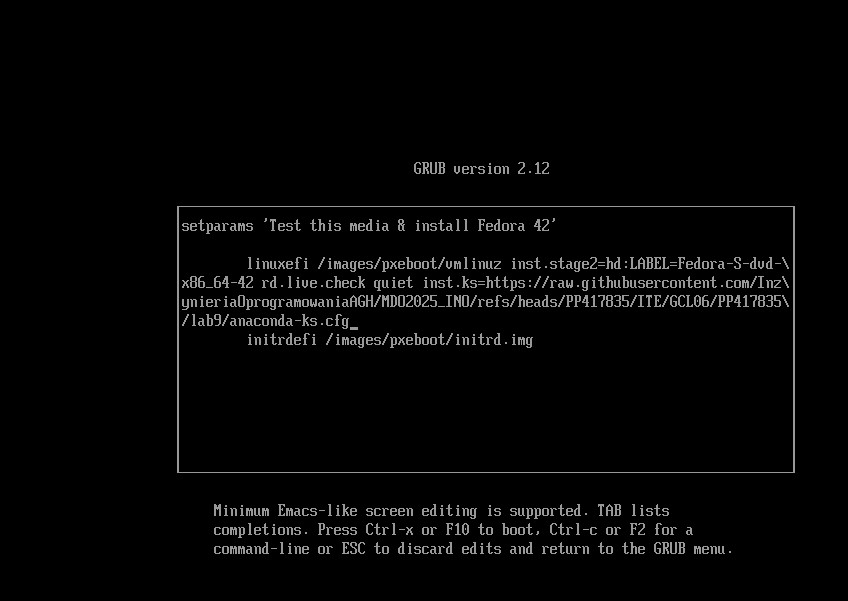 GRUB version 2.12
setparams 'Test this media & install Fedora 42'
linuxefi /images/pxeboot/vmlinuz inst.stage2=hd:LABEL=Fedora-S-dvd-\
x86_64-42 rd.live.check quiet inst.ks=https://raw.githubusercontent.com/Inz\
ynieriaOprogramowaniaAGH/MDO2025_INO/refs/heads/PP417835/ITE/GCL06/PP417835\
/lab9/anaconda-ks.cfg_
initrdefi /images/pxeboot/initrd.img
Minimum Emacs-like screen editing is supported. TAB lists
completions. Press Ctrl-x or F10 to boot, Ctrl-c or F2 for a
command-line or ESC to discard edits and return to the GRUB menu.